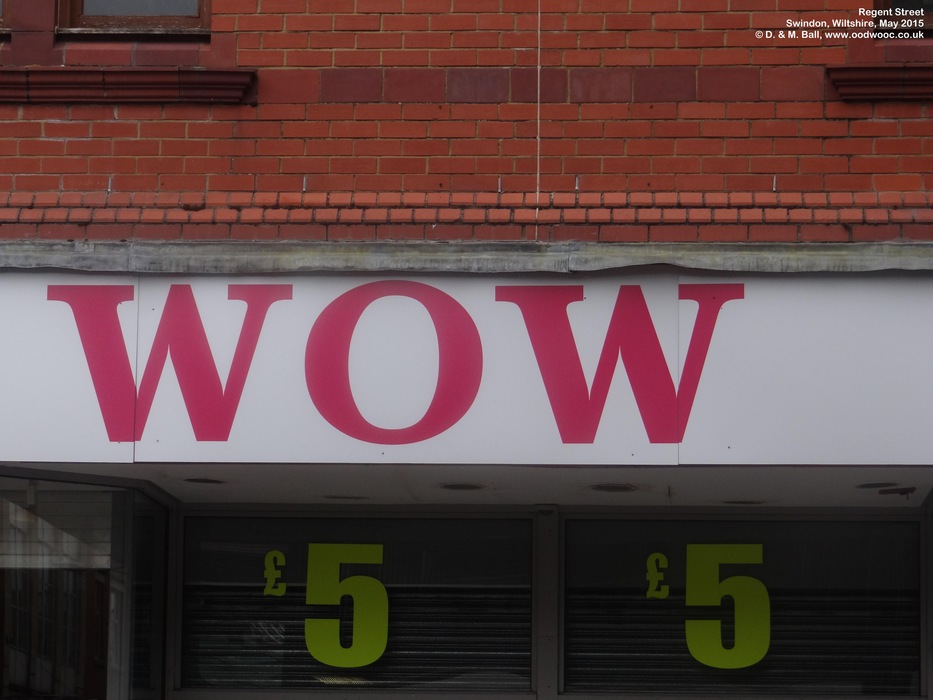 Regent Street
Swindon, Wiltshire, May 2015
© D. & M. Ball, www.oodwooc.co.uk
WOW
£5 £5